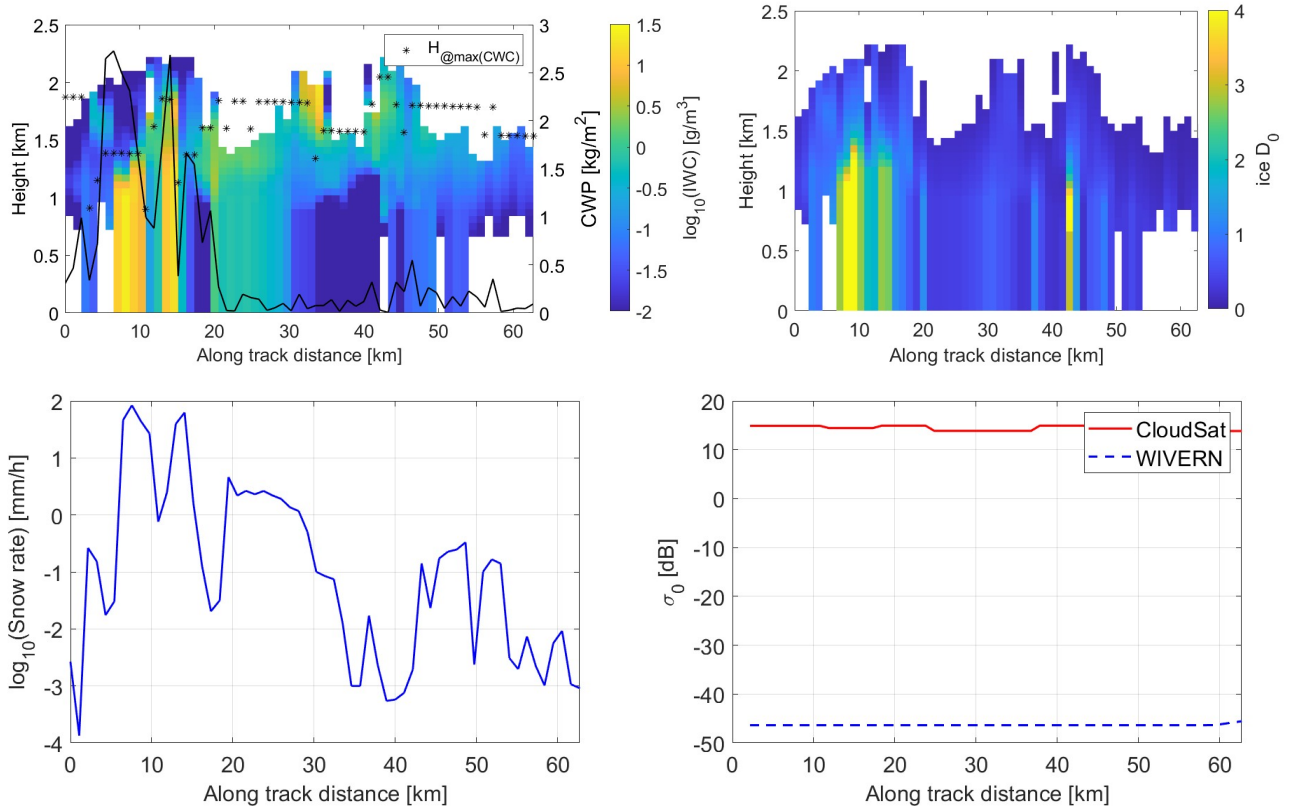 2.5
2
1.5
1
0.5
0
Height [km]
0 10 20 30 40 50 60
Along track distance [km]
3
2.5
2
1.5
1
0.5
0
CWP [kg/m²]
H@max(CWC)
1.5
1
0.5
0
-0.5
-1
-1.5
-2
log₁₀(IWC) [g/m³]
2.5
2
1.5
1
0.5
0
Height [km]
0 10 20 30 40 50 60
Along track distance [km]
4
3
2
1
0
ice D₀
2
1
0
-1
-2
-3
-4
log₁₀(Snow rate) [mm/h]
0 10 20 30 40 50 60
Along track distance [km]
20
10
0
-10
-20
-30
-40
-50
σ₀ [dB]
CloudSat
WIVERN
0 10 20 30 40 50 60
Along track distance [km]